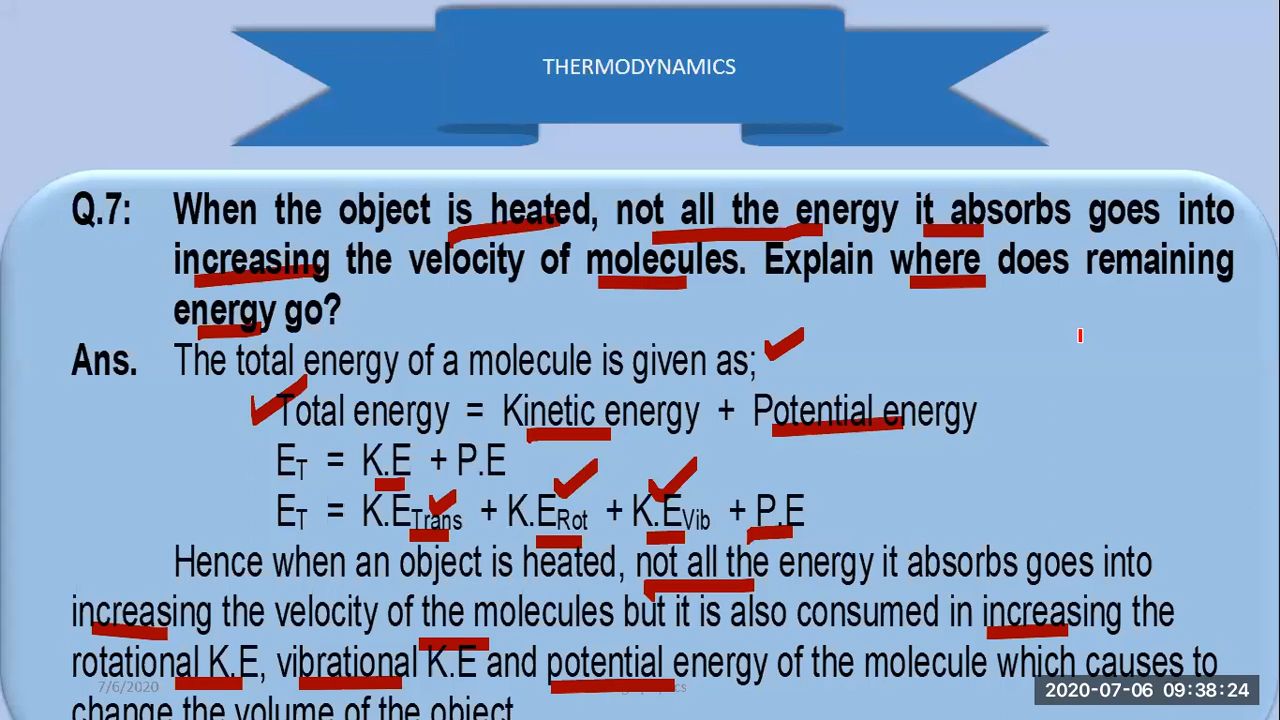 THERMODYNAMICS
Q.7: When the object is heated, not all the energy it absorbs goes into
increasing the velocity of molecules. Explain where does remaining
energy go?
Ans. The total energy of a molecule is given as;
Total energy = Kinetic energy + Potential energy
ET = K.E + P.E
ET = K.ETrans + K.ERot + K.EVib + P.E
Hence when an object is heated, not all the energy it absorbs goes into
increasing the velocity of the molecules but it is also consumed in increasing the
rotational K.E, vibrational K.E and potential energy of the molecule which causes to
7/6/2020
2020-07-06 09:38:24
change the volume of the object